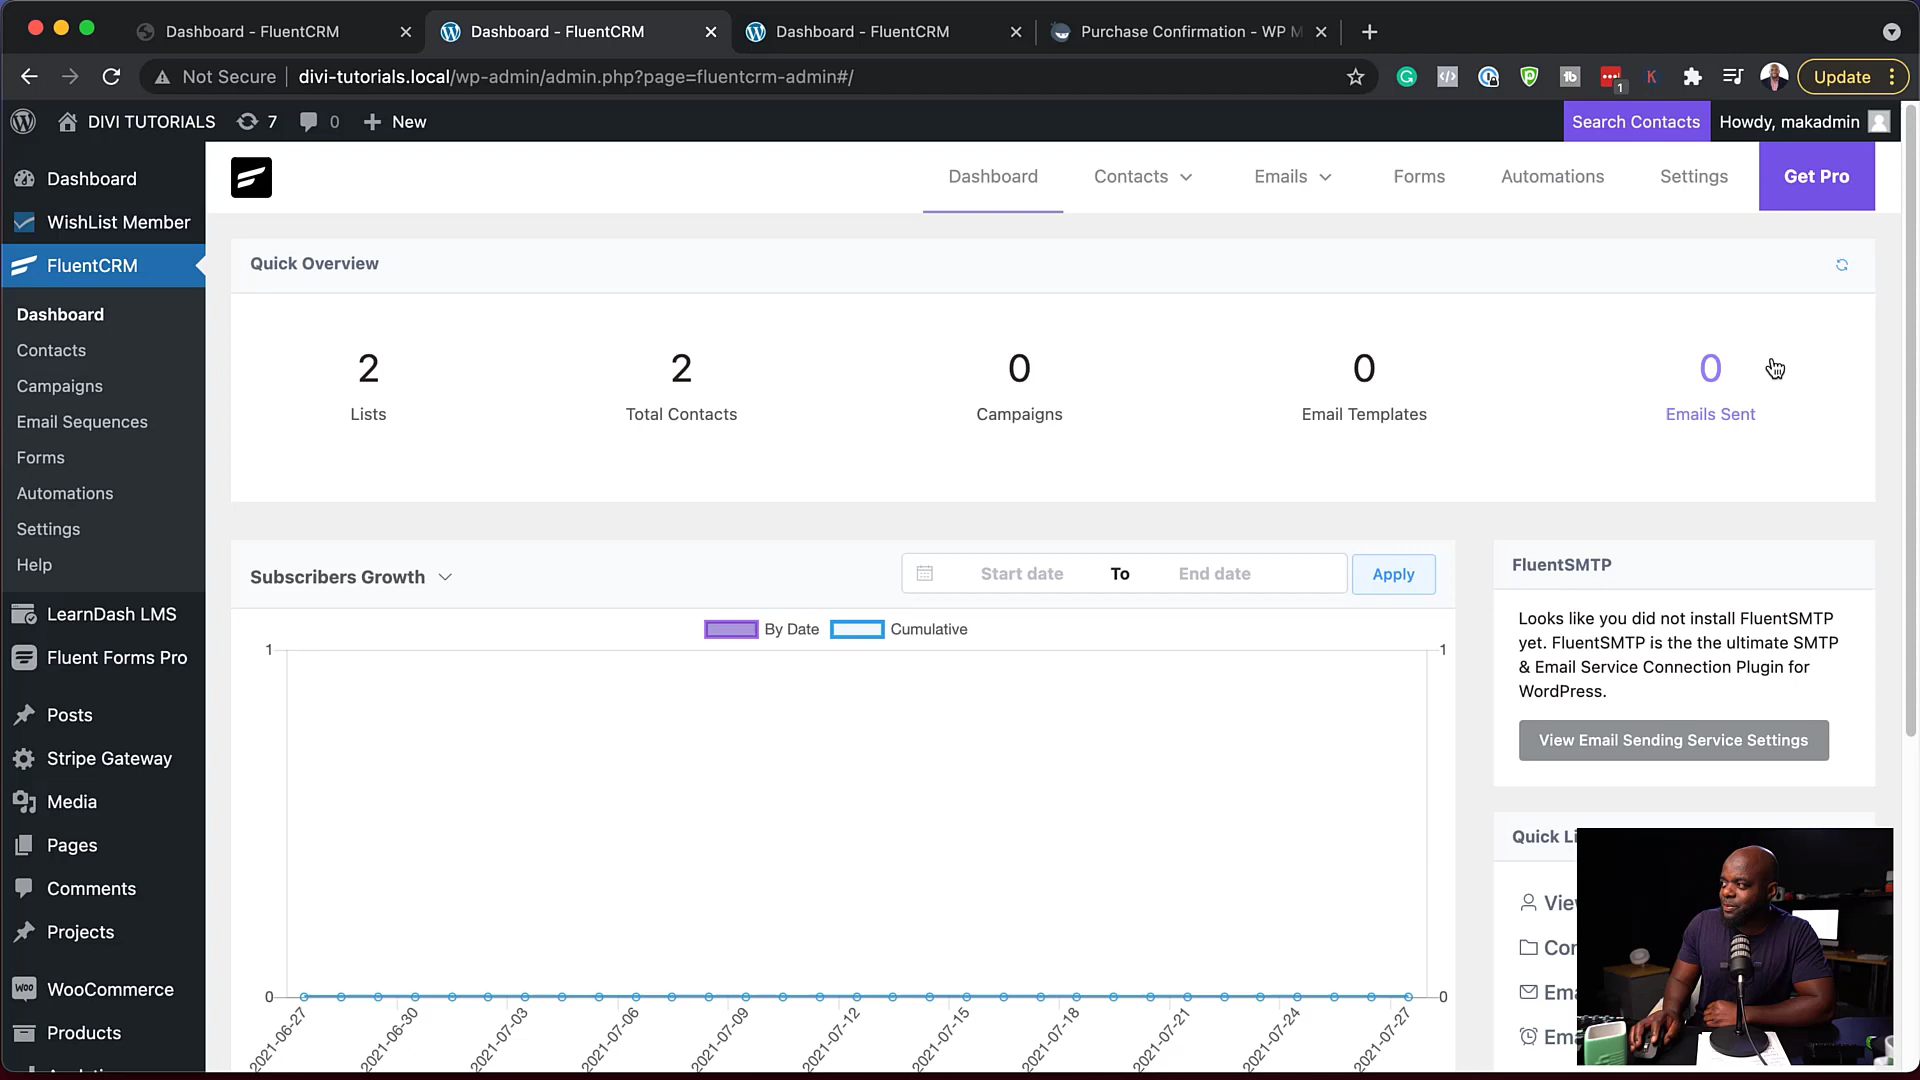 Dashboard - FluentCRM
Dashboard - FluentCRM
Dashboard - FluentCRM
Purchase Confirmation - WP M
Not Secure
divi-tutorials.local/wp-admin/admin.php?page=fluentcrm-admin#/
1
Update
DIVI TUTORIALS
7
0
New
Search Contacts
Howdy, makadmin
Dashboard
WishList Member
FluentCRM
Dashboard
Contacts
Campaigns
Email Sequences
Forms
Automations
Settings
Help
LearnDash LMS
Fluent Forms Pro
Posts
Stripe Gateway
Media
Pages
Comments
Projects
WooCommerce
Products
Dashboard
Contacts
Emails
Forms
Automations
Settings
Get Pro
Quick Overview
2
Lists
2
Total Contacts
0
Campaigns
0
Email Templates
0
Emails Sent
Subscribers Growth
Start date
To
End date
Apply
By Date
Cumulative
1
1
0
0
2021-06-27
2021-06-30
2021-07-03
2021-07-06
2021-07-09
2021-07-12
2021-07-15
2021-07-18
2021-07-21
2021-07-24
2021-07-27
FluentSMTP
Looks like you did not install FluentSMTP
yet. FluentSMTP is the the ultimate SMTP
& Email Service Connection Plugin for
WordPress.
View Email Sending Service Settings
Quick Li
Vie
Con
Ema
Ema